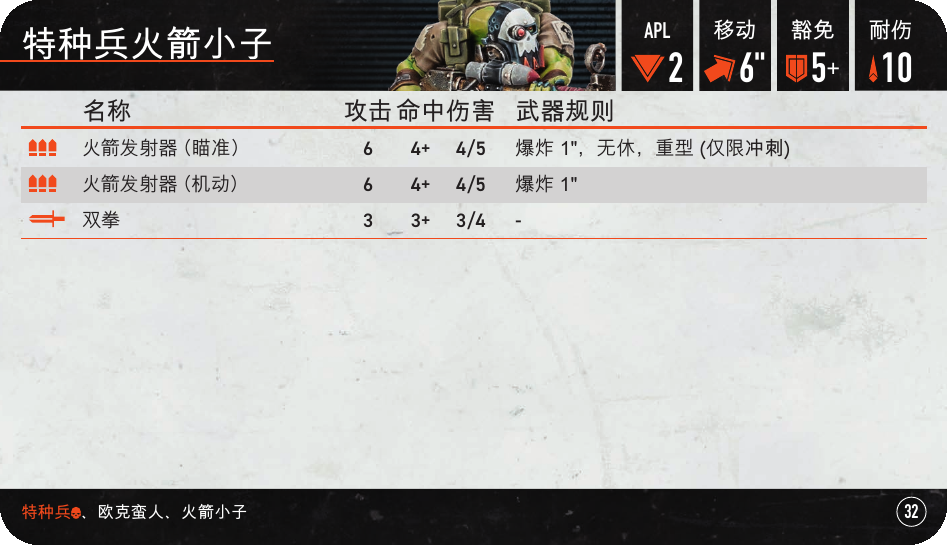 特种兵火箭小子
APL 移动 豁免 耐伤
2 6" 5+ 10
名称 攻击 命中 伤害 武器规则
火箭发射器（瞄准） 6 4+ 4/5 爆炸 1"，无休，重型 (仅限冲刺)
火箭发射器（机动） 6 4+ 4/5 爆炸 1"
双拳 3 3+ 3/4 -
特种兵、欧克蛮人、火箭小子
32